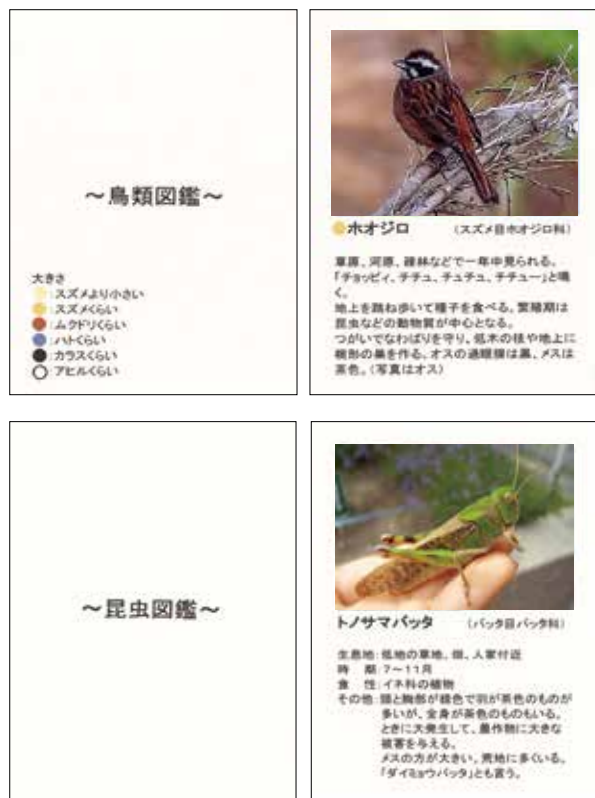 ～鳥類図鑑～
大きさ
:スズメより小さい
:スズメくらい
:ムクドリくらい
:ハトくらい
:カラスくらい
:アヒルくらい
ホオジロ （スズメ目ホオジロ科）
草原、河原、疎林などで一年中見られる。
「チョッピィ、チチュ、チュチュ、チチュー」と鳴
く。
地上を跳ね歩いて種子を食べる。繁殖期は
昆虫などの動物質が中心となる。
つがいでなわばりを守り、低木の枝や地上に
椀形の巣を作る。オスの過眼線は黒、メスは
茶色。（写真はオス）
～昆虫図鑑～
トノサマバッタ （バッタ目バッタ科）
生息地:低地の草地、畑、人家付近
時　期:7～11月
食　性:イネ科の植物
その他:頭と胸部が緑色で羽が茶色のものが
多いが、全身が茶色のものもいる。
ときに大発生して、農作物に大きな
被害を与える。
メスの方が大きい。荒地に多くいる。
「ダイミョウバッタ」とも言う。